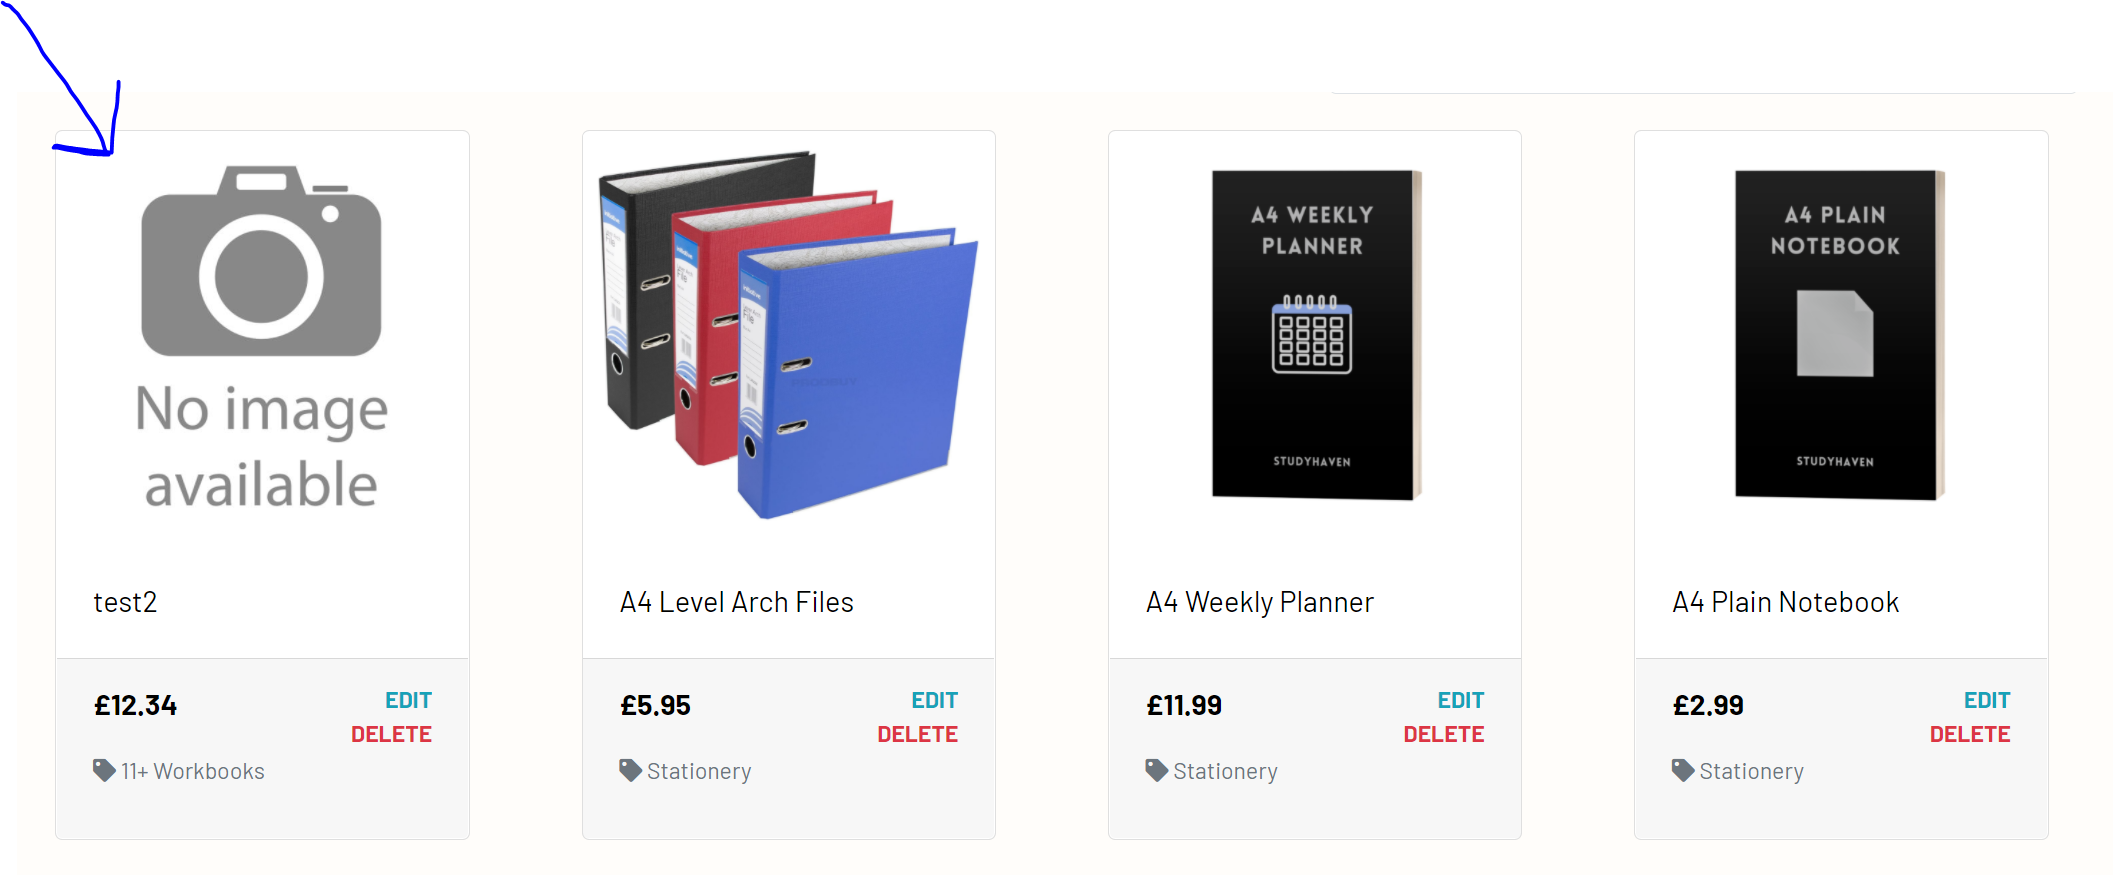 No image
available
A4 WEEKLY
PLANNER
STUDYHAVEN
A4 PLAIN
NOTEBOOK
STUDYHAVEN
test2
A4 Level Arch Files
A4 Weekly Planner
A4 Plain Notebook
£12.34
EDIT
DELETE
11+ Workbooks
£5.95
EDIT
DELETE
Stationery
£11.99
EDIT
DELETE
Stationery
£2.99
EDIT
DELETE
Stationery